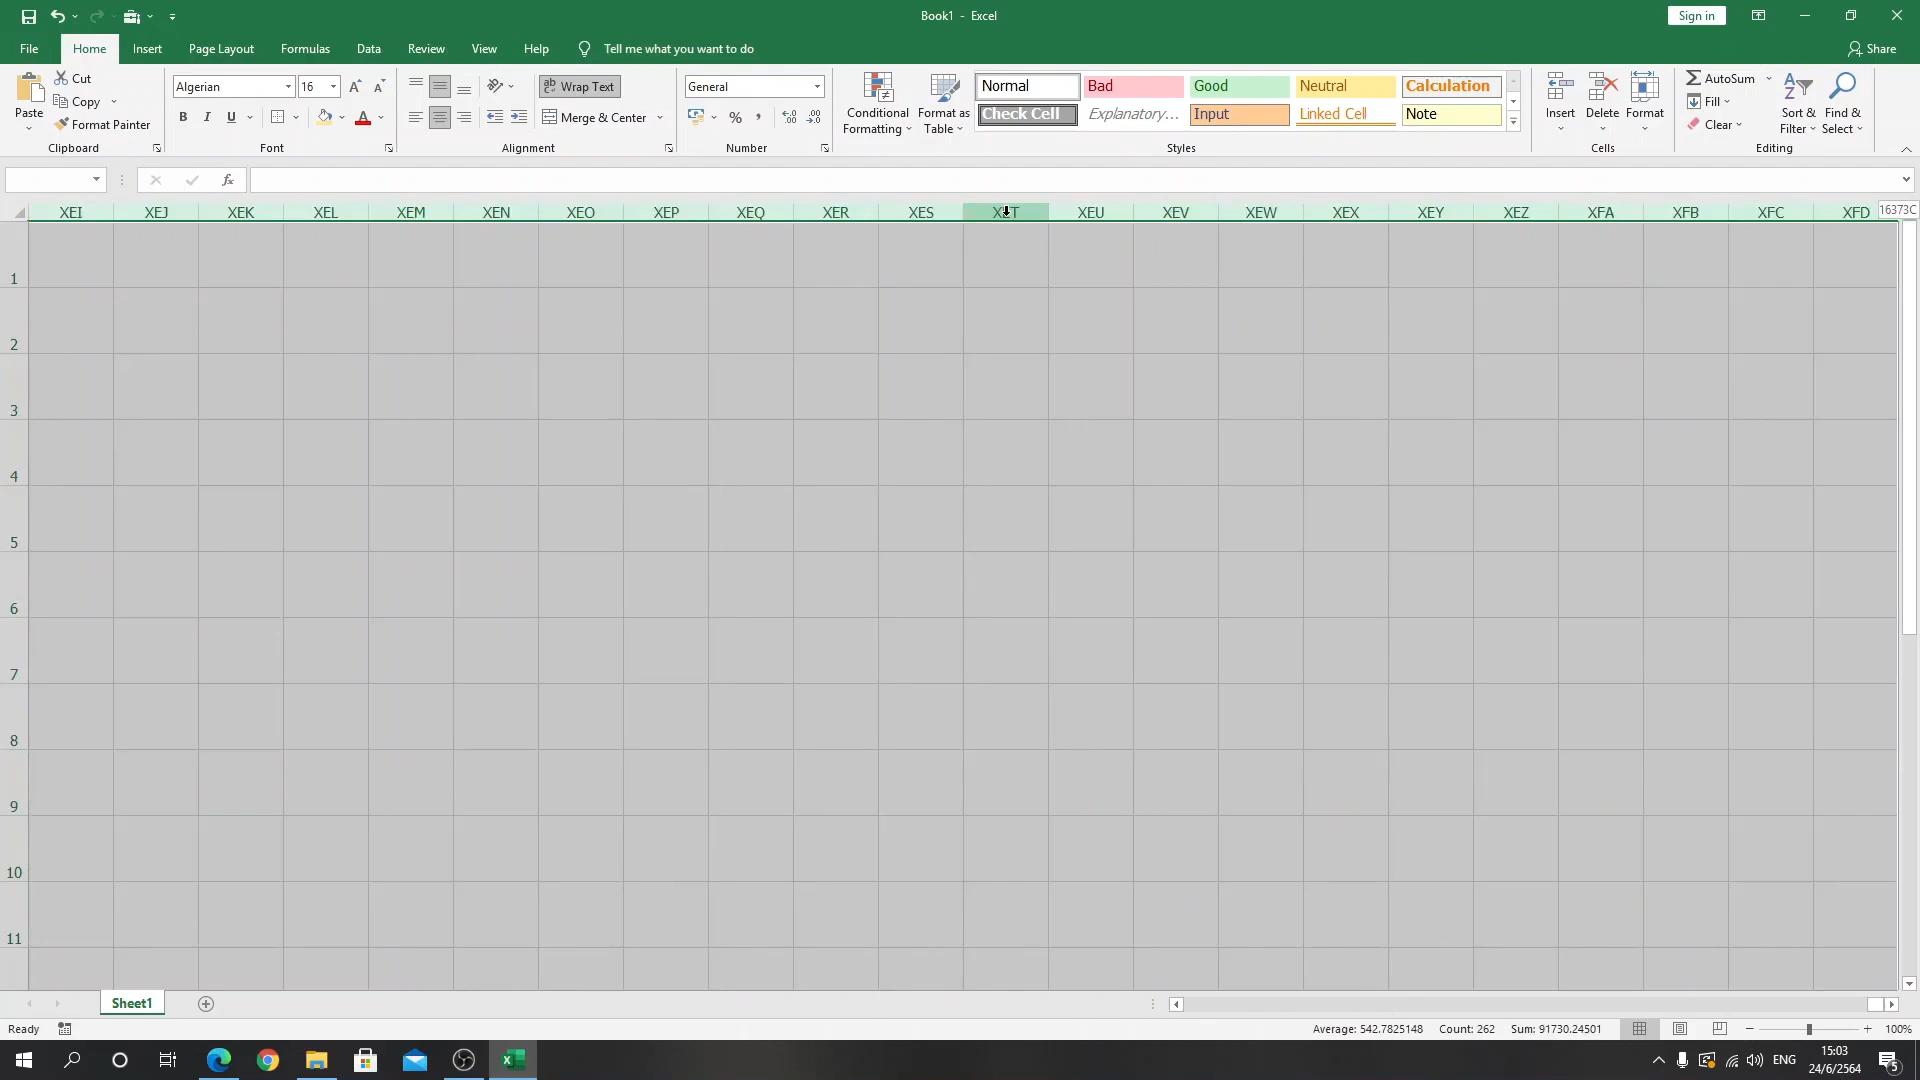 Book1 - Excel
Sign in
File Home Insert Page Layout Formulas Data Review View Help Tell me what you want to do
Share
Paste
Cut
Copy
Format Painter
Clipboard
Algerian 16
B I U
Font
Wrap Text
Merge & Center
Alignment
General
Number
Conditional Formatting
Format as Table
Normal Bad Good Neutral Calculation
Check Cell Explanatory... Input Linked Cell Note
Styles
Insert Delete Format
Cells
AutoSum
Fill
Clear
Sort & Filter
Find & Select
Editing
fx
XEI XEJ XEK XEL XEM XEN XEO XEP XEQ XER XES XET XEU XEV XEW XEX XEY XEZ XFA XFB XFC XFD
16373C
1
2
3
4
5
6
7
8
9
10
11
Sheet1
Ready
Average: 542.7825148 Count: 262 Sum: 91730.24501
100%
ENG
15:03
24/6/2564
5